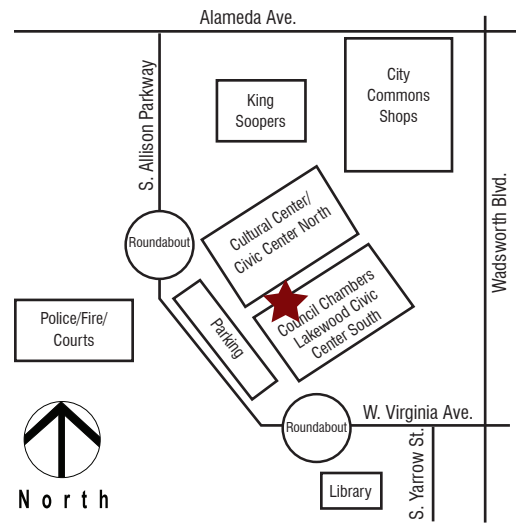 Alameda Ave.
City
Commons
Shops
King
Soopers
S. Allison Parkway
Wadsworth Blvd.
Cultural Center/
Civic Center North
Roundabout
Council Chambers
Lakewood Civic
Center South
Parking
Police/Fire/
Courts
W. Virginia Ave.
Roundabout
S. Yarrow St.
Library
North